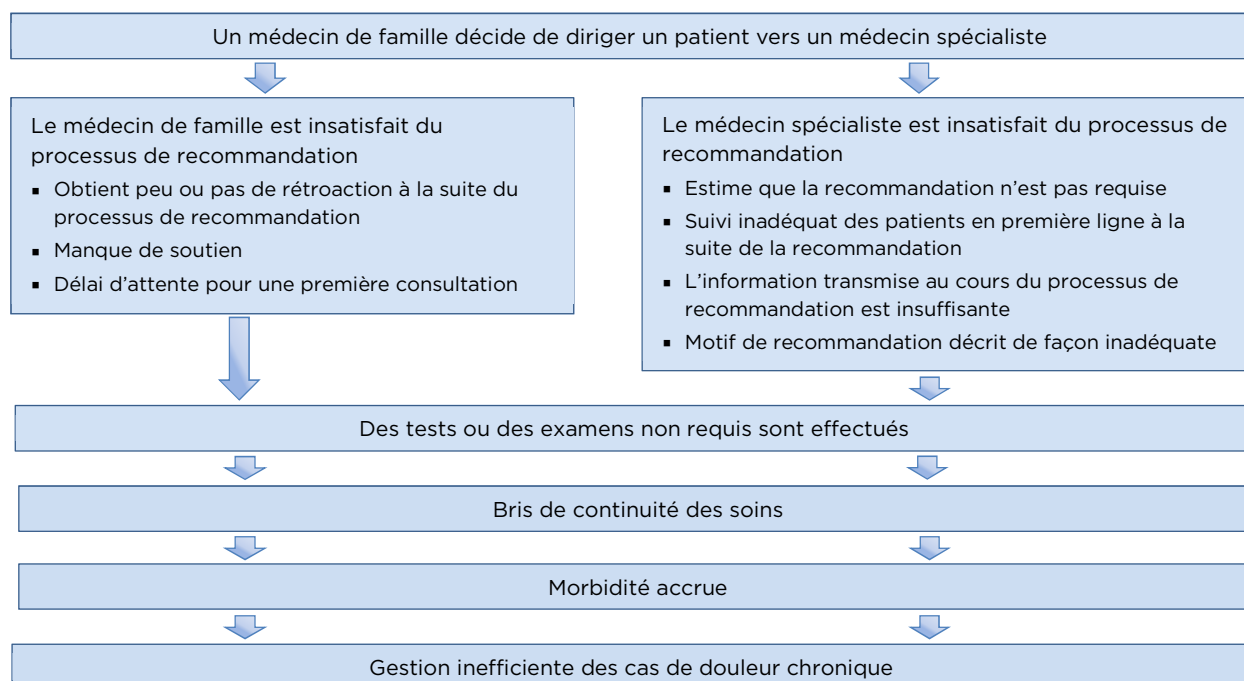 Un médecin de famille décide de diriger un patient vers un médecin spécialiste
Le médecin de famille est insatisfait du
processus de recommandation
▪ Obtient peu ou pas de rétroaction à la suite du
processus de recommandation
▪ Manque de soutien
▪ Délai d'attente pour une première consultation
Le médecin spécialiste est insatisfait du processus de
recommandation
▪ Estime que la recommandation n'est pas requise
▪ Suivi inadéquat des patients en première ligne à la
suite de la recommandation
▪ L'information transmise au cours du processus de
recommandation est insuffisante
▪ Motif de recommandation décrit de façon inadéquate
Des tests ou des examens non requis sont effectués
Bris de continuité des soins
Morbidité accrue
Gestion inefficiente des cas de douleur chronique